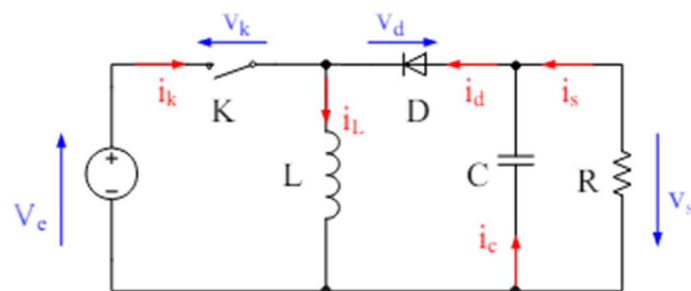 v_k v_d
i_k K i_L D i_d i_s
+
−
V_e L C R v_s
i_c